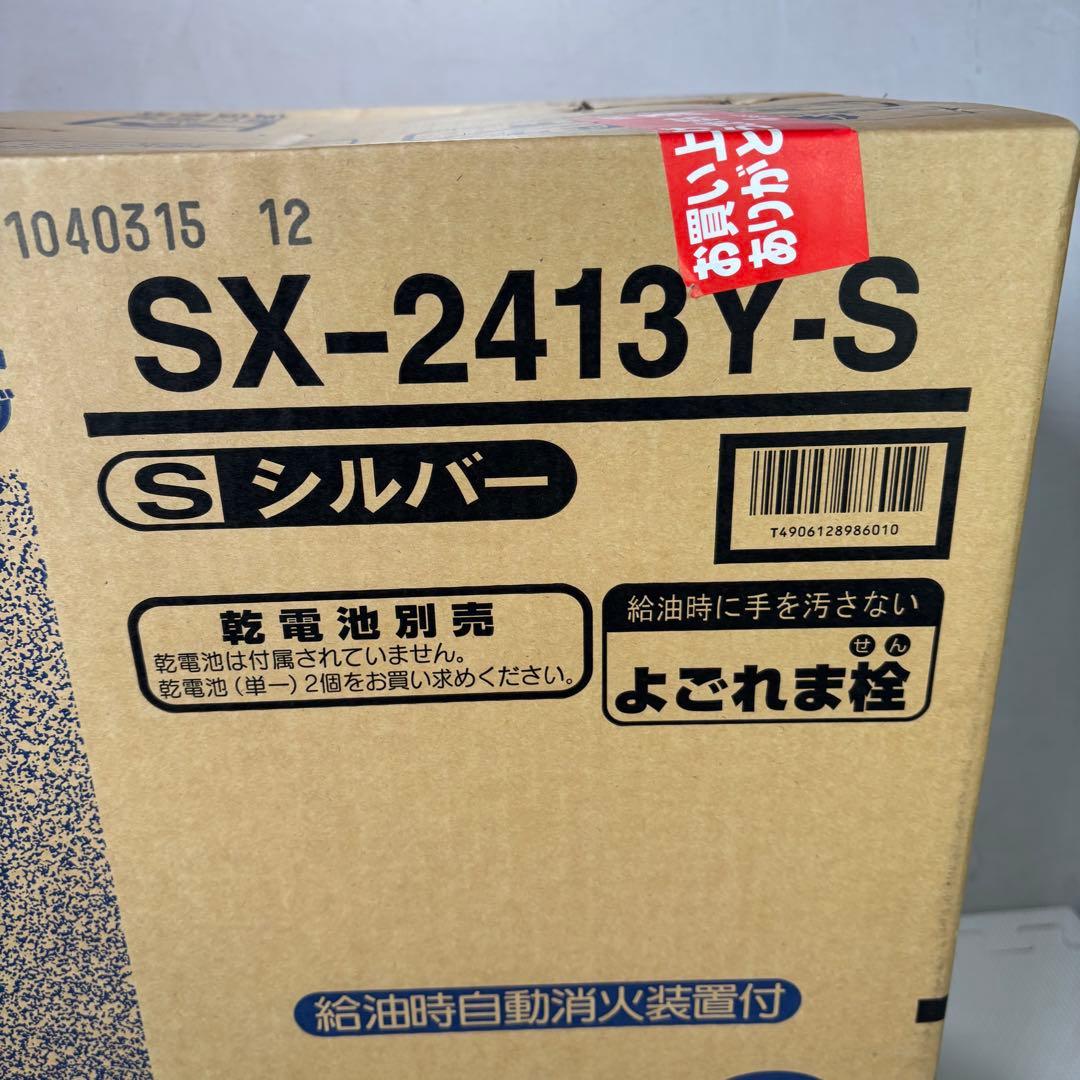 1040315 12
お買い上
ありがと
SX-2413Y-S
S シルバー
T4906128986010
乾電池別売
乾電池は付属されていません。
乾電池(単一)2個をお買い求めください。
給油時に手を汚さない
せん
よごれま栓
給油時自動消火装置付